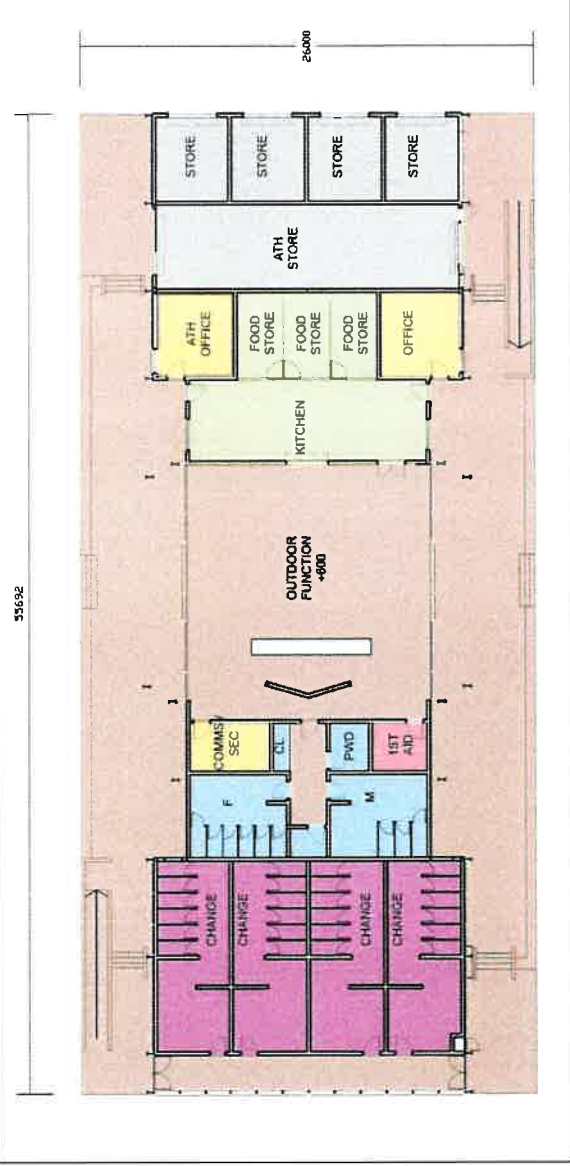 26000
55692
STORE
STORE
STORE
STORE
ATH
STORE
ATH
OFFICE
FOOD
STORE
FOOD
STORE
FOOD
STORE
OFFICE
KITCHEN
OUTDOOR
FUNCTION
+600
COMMS/
SEC
CL
PWD
1ST
AID
F
M
CHANGE
CHANGE
CHANGE
CHANGE